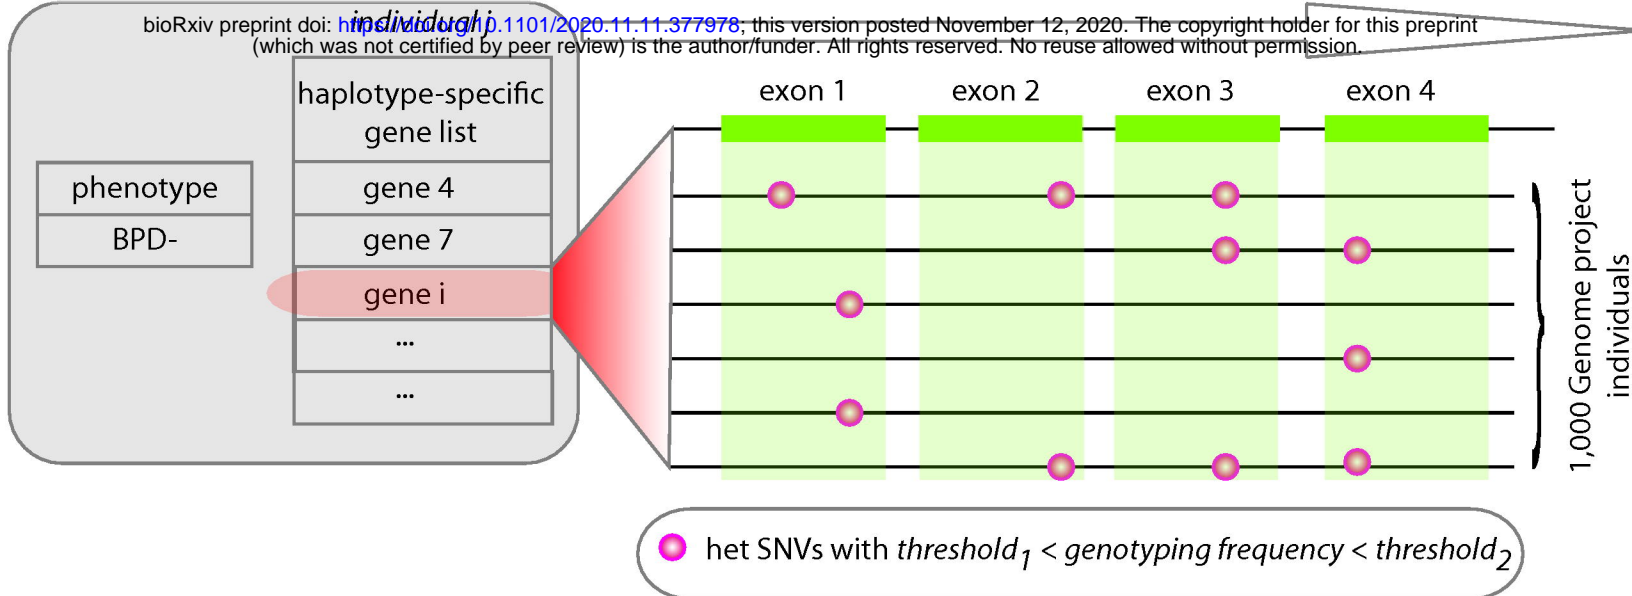 bioRxiv preprint doi: https://doi.org/10.1101/2020.11.11.377978; this version posted November 12, 2020. The copyright holder for this preprint
(which was not certified by peer review) is the author/funder. All rights reserved. No reuse allowed without permission.
individual j
haplotype-specific
gene list
phenotype
BPD-
gene 4
gene 7
gene i
...
...
exon 1
exon 2
exon 3
exon 4
1,000 Genome project
individuals
het SNVs with threshold1 < genotyping frequency < threshold2